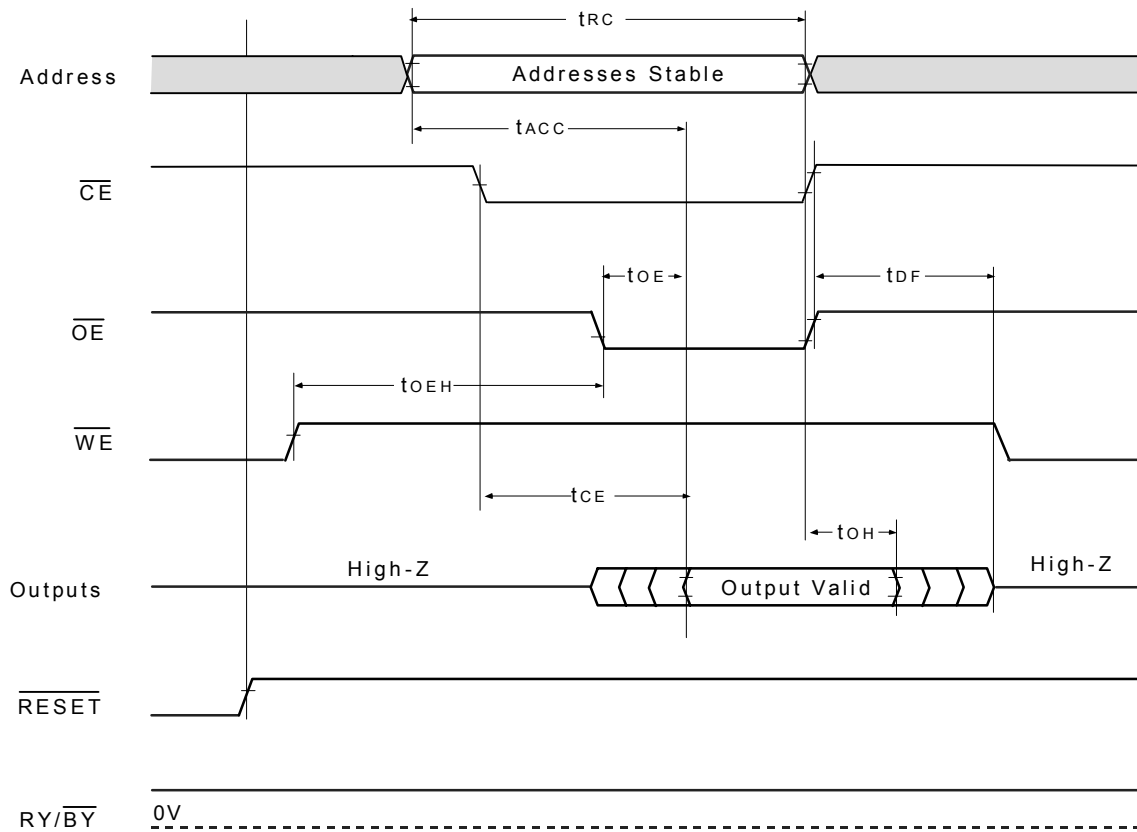 tRC
Address
Addresses Stable
tACC
CE
tOE
tDF
OE
tOEH
WE
tCE
tOH
High-Z
Output Valid
High-Z
Outputs
RESET
0V
RY/BY